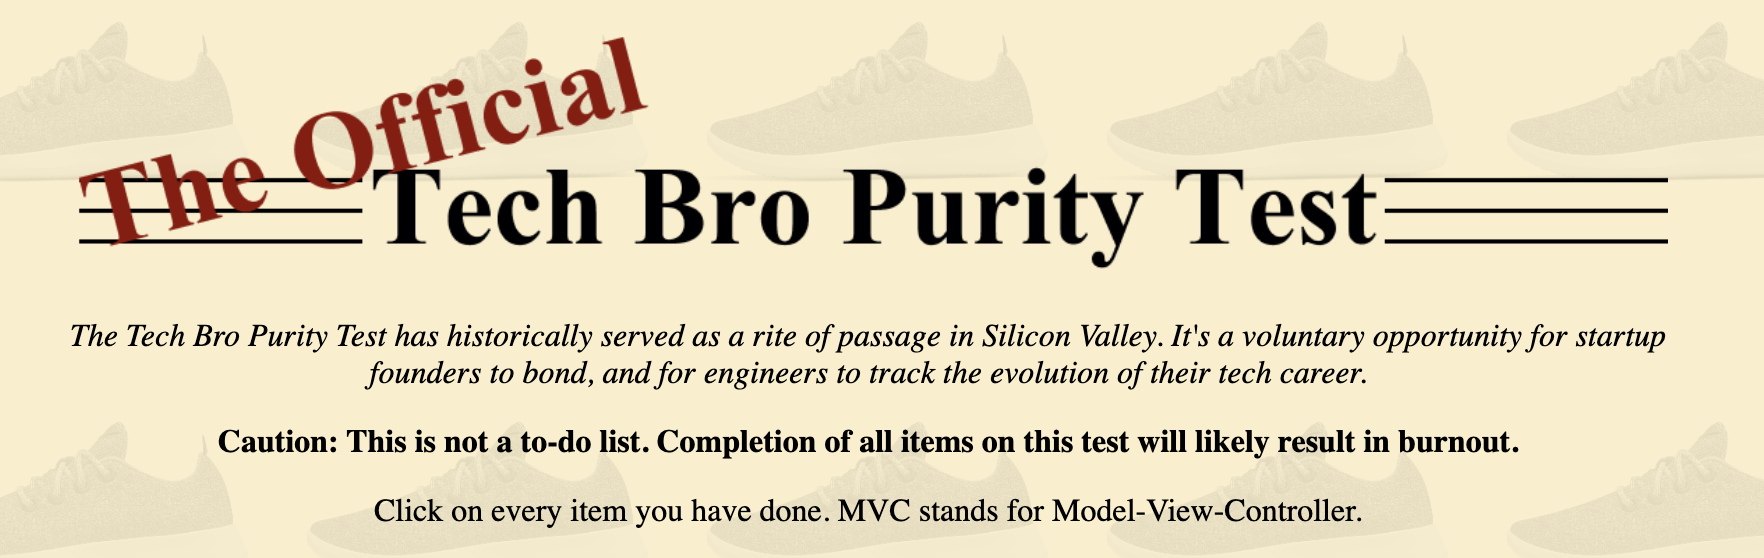 The Official
Tech Bro Purity Test
The Tech Bro Purity Test has historically served as a rite of passage in Silicon Valley. It's a voluntary opportunity for startup
founders to bond, and for engineers to track the evolution of their tech career.
Caution: This is not a to-do list. Completion of all items on this test will likely result in burnout.
Click on every item you have done. MVC stands for Model-View-Controller.